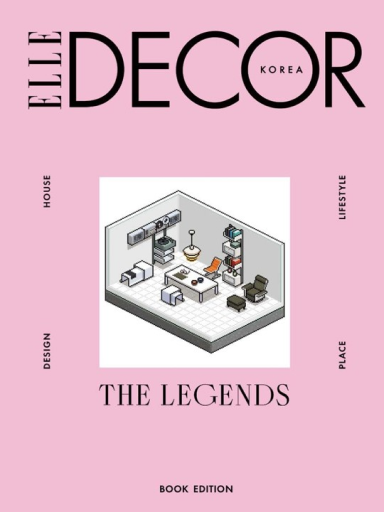 ELLE
DECOR
KOREA
HOUSE
LIFESTYLE
DESIGN
PLACE
THE LEGENDS
BOOK EDITION